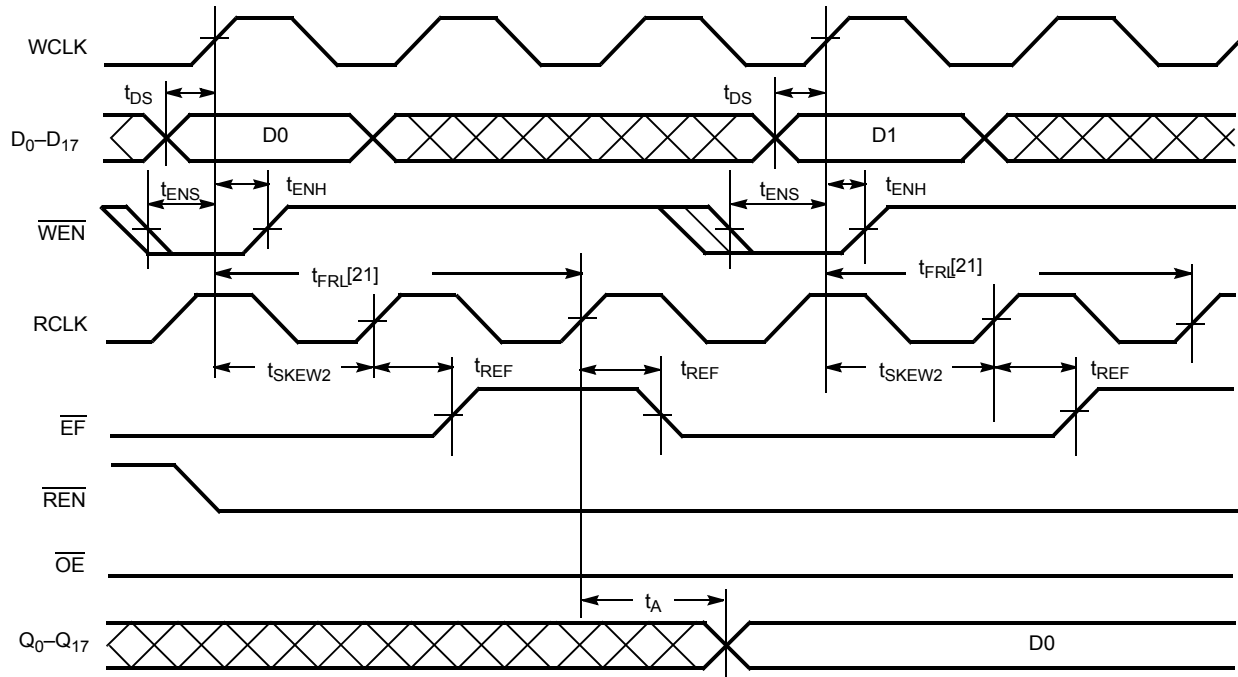 WCLK
tDS tDS
D0–D17 D0 D1
tENS tENH tENS tENH
WEN
tFRL[21] tFRL[21]
RCLK
tSKEW2 tREF tREF tSKEW2 tREF
EF
REN
OE
tA
Q0–Q17 D0